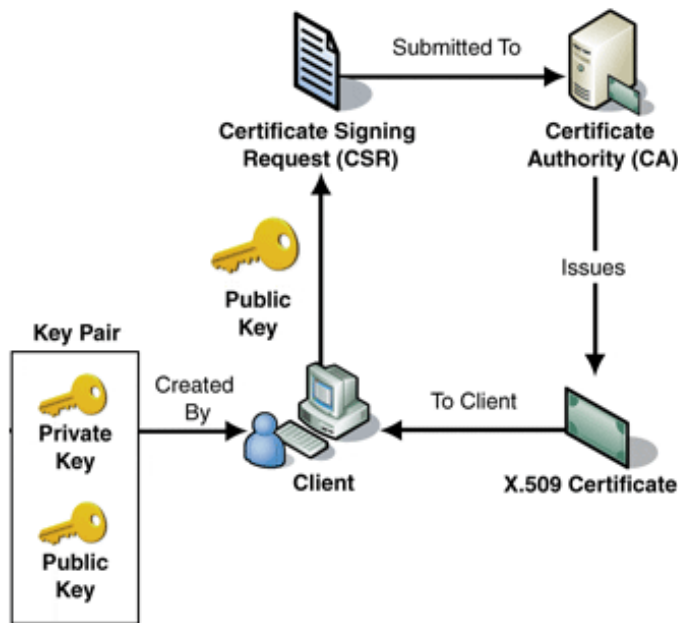 Submitted To
Certificate Signing
Request (CSR)
Certificate
Authority (CA)
Public
Key
Issues
Key Pair
Private
Key
Public
Key
Created
By
Client
To Client
X.509 Certificate